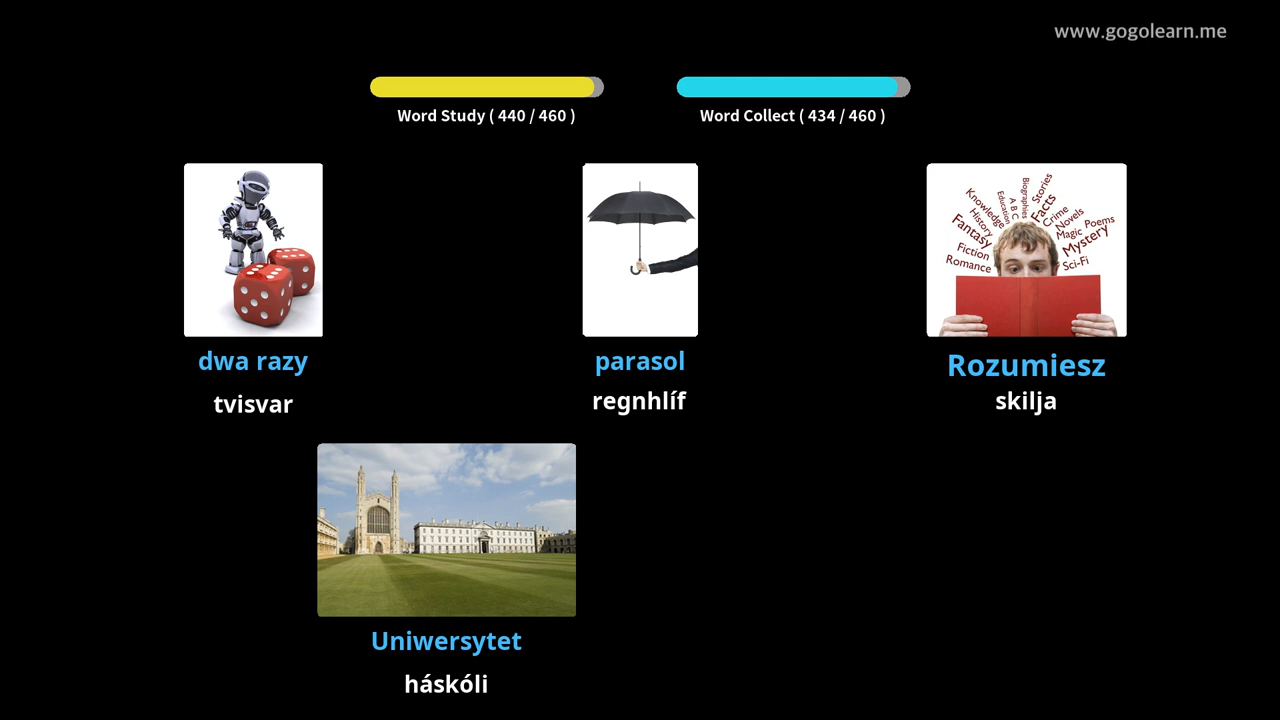 www.gogolearn.me
Word Study ( 440 / 460 )
Word Collect ( 434 / 460 )
Stories
Biographies
Facts
Knowledge
Education
A B C
Crime
Novels
History
Poems
Fantasy
Magic
Mystery
Fiction
Romance
Sci-Fi
dwa razy
parasol
Rozumiesz
tvisvar
regnhlíf
skilja
Uniwersytet
háskóli